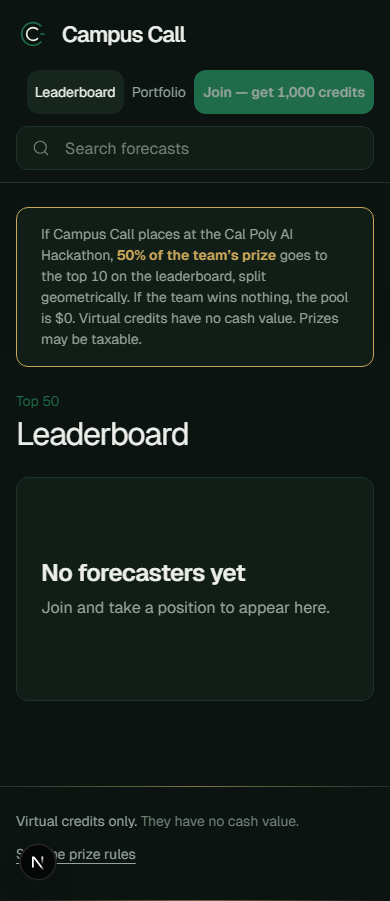 Campus Call
Leaderboard Portfolio Join — get 1,000 credits
Search forecasts
If Campus Call places at the Cal Poly AI
Hackathon, 50% of the team's prize goes to
the top 10 on the leaderboard, split
geometrically. If the team wins nothing, the pool
is $0. Virtual credits have no cash value. Prizes
may be taxable.
Top 50
Leaderboard
No forecasters yet
Join and take a position to appear here.
Virtual credits only. They have no cash value.
prize rules